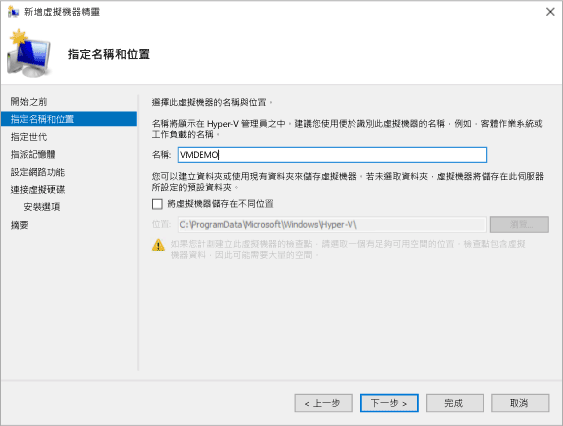 新增虛擬機器精靈
指定名稱和位置
開始之前
指定名稱和位置
指定世代
指派記憶體
設定網路功能
連接虛擬硬碟
安裝選項
摘要
選擇此虛擬機器的名稱與位置。
名稱將顯示在 Hyper-V 管理員之中。建議您使用便於識別此虛擬機器的名稱，例如，客體作業系統或
工作負載的名稱。
名稱: VMDEMO
您可以建立資料夾或使用現有資料夾來儲存虛擬機器。若未選取資料夾，虛擬機器將儲存在此伺服器
所設定的預設資料夾。
將虛擬機器儲存在不同位置
位置: C:\ProgramData\Microsoft\Windows\Hyper-V\ 瀏覽...
如果您計劃建立此虛擬機器的檢查點，請選取一個有足夠可用空間的位置。檢查點包含虛擬
機器資料，因此可能需要大量的空間。
< 上一步 下一步 > 完成 取消